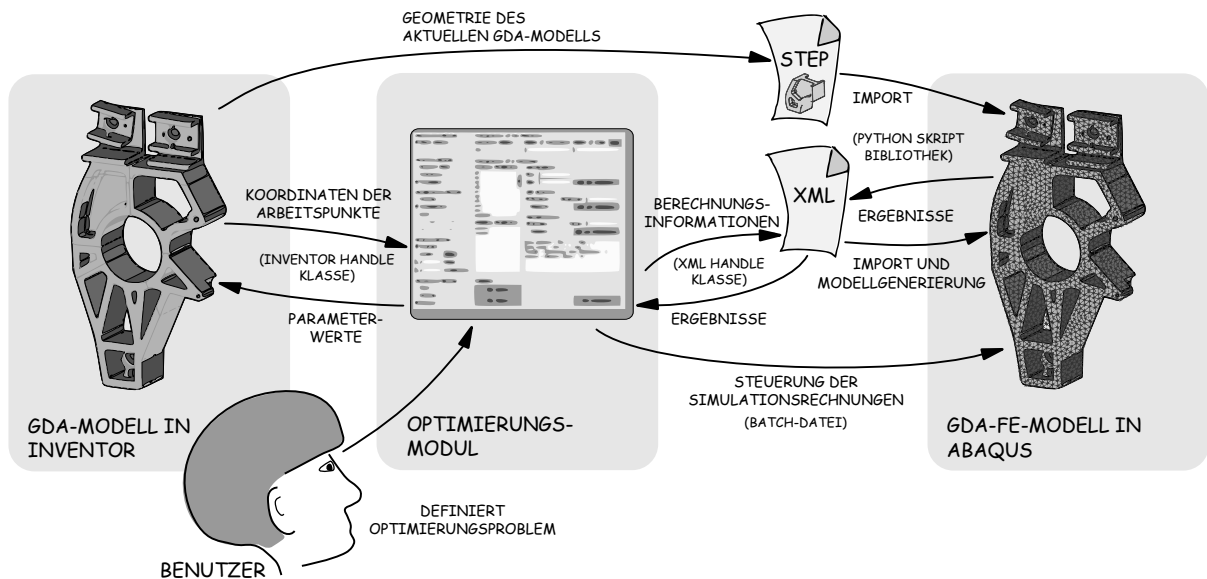 GEOMETRIE DES
AKTUELLEN GDA-MODELLS
STEP
IMPORT
(PYTHON SKRIPT
BIBLIOTHEK)
XML
KOORDINATEN DER
ARBEITSPUNKTE
(INVENTOR HANDLE
KLASSE)
PARAMETER-
WERTE
BERECHNUNGS-
INFORMATIONEN
(XML HANDLE
KLASSE)
ERGEBNISSE
ERGEBNISSE
IMPORT UND
MODELLGENERIERUNG
STEUERUNG DER
SIMULATIONSRECHNUNGEN
(BATCH-DATEI)
GDA-MODELL IN
INVENTOR
OPTIMIERUNGS-
MODUL
GDA-FE-MODELL IN
ABAQUS
DEFINIERT
OPTIMIERUNGSPROBLEM
BENUTZER